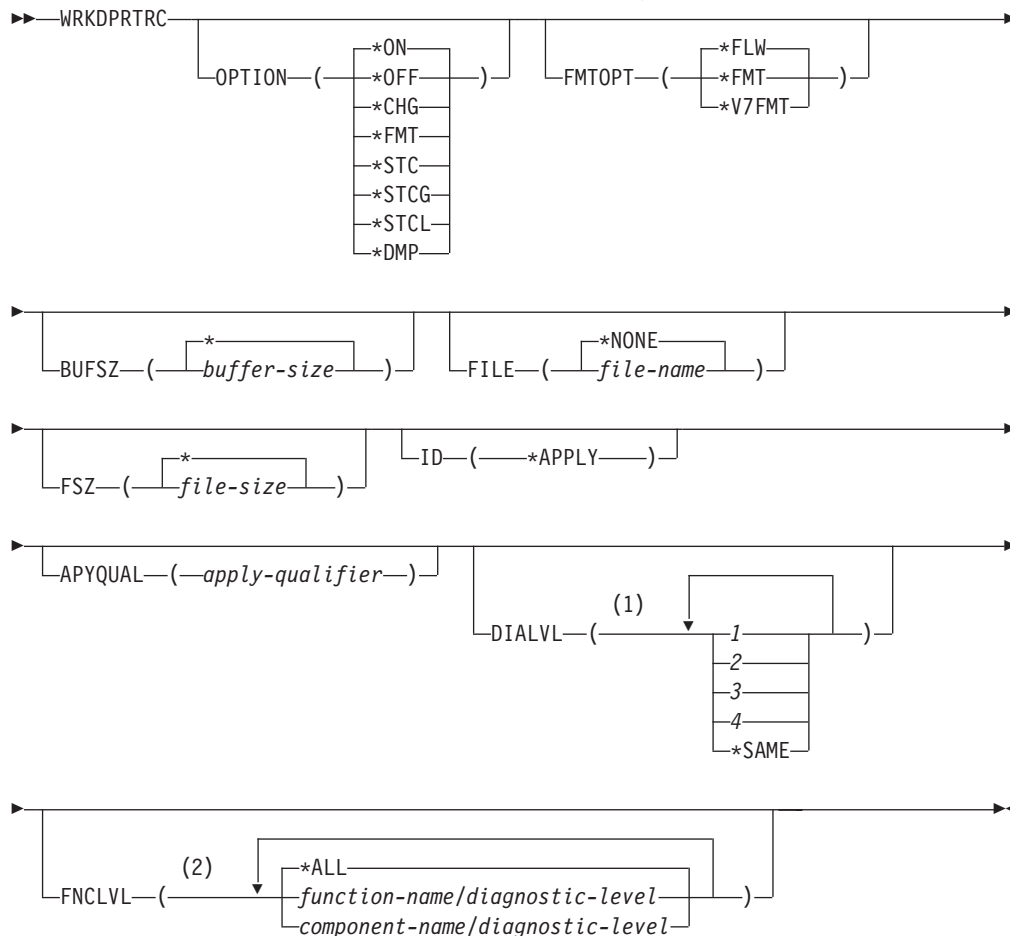 WRKDPRTRC
OPTION ( *ON ) FMTOPT ( *FLW )
*OFF *FMT
*CHG *V7FMT
*FMT
*STC
*STCG
*STCL
*DMP
BUFSZ ( * ) FILE ( *NONE )
buffer-size file-name
FSZ ( * ) ID ( *APPLY )
file-size
APYQUAL ( apply-qualifier )
(1)
DIALVL ( 1 )
2
3
4
*SAME
(2)
FNCLVL ( *ALL )
function-name/diagnostic-level
component-name/diagnostic-level